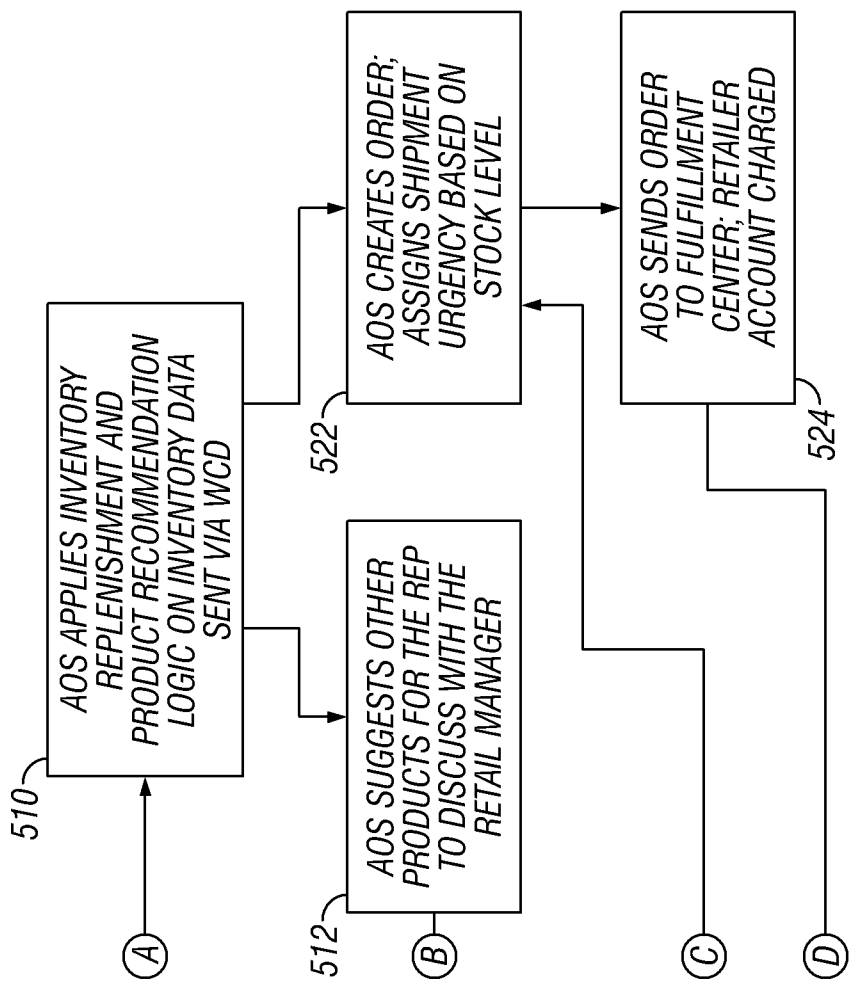 AOS APPLIES INVENTORY
REPLENISHMENT AND
PRODUCT RECOMMENDATION
LOGIC ON INVENTORY DATA
SENT VIA WCD
510
A
AOS SUGGESTS OTHER
PRODUCTS FOR THE REP
TO DISCUSS WITH THE
RETAIL MANAGER
512
B
AOS CREATES ORDER;
ASSIGNS SHIPMENT
URGENCY BASED ON
STOCK LEVEL
522
C
AOS SENDS ORDER
TO FULFILLMENT
CENTER; RETAILER
ACCOUNT CHARGED
524
D